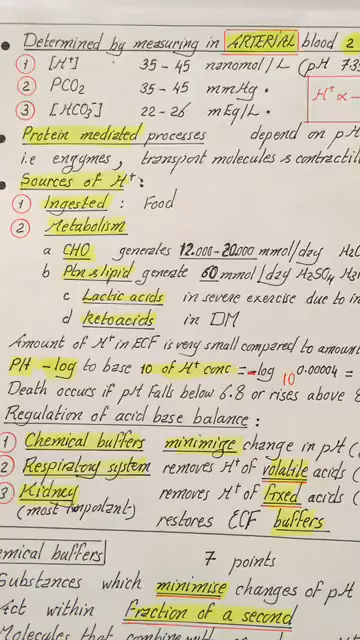 • Determined by measuring in ARTERIAL blood 2
① [H⁺] 35-45 nanomol/L (pH 7.35
② PCO2 35-45 mmHg.
③ [HCO3⁻] 22-26 mEq/L.
H⁺ ∝
• Protein mediated processes depend on pH
i.e enzymes, transport molecules & contractil
• Sources of H⁺:
① Ingested: Food
② Metabolism
a CHO generates 12.000-20.000 mmol/day H2O
b Ptn & lipid generate 60 mmol/day H2SO4
c Lactic acids in severe exercise due to in
d ketoacids in DM
Amount of H⁺ in ECF is very small compared to amount
PH -log to base 10 of H⁺ conc = -log 10 0.00004 =
Death occurs if pH falls below 6.8 or rises above 8
Regulation of acid base balance:
① Chemical buffers minimize change in pH (
② Respiratory system removes H⁺ of volatile acids (
③ Kidney removes H⁺ of fixed acids (
(most important) restores ECF buffers
emical buffers 7 points
Substances which minimise changes of pH
Act within fraction of a second
Molecules that combine